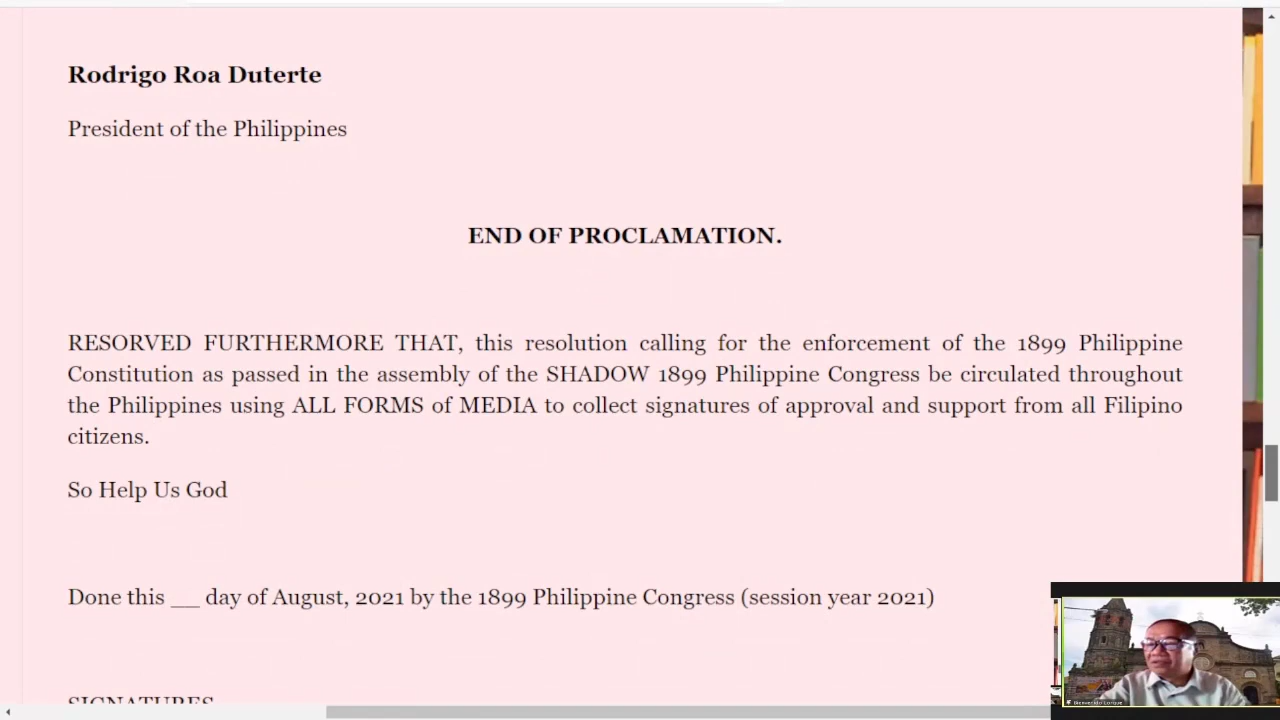 Rodrigo Roa Duterte
President of the Philippines
END OF PROCLAMATION.
RESORVED FURTHERMORE THAT, this resolution calling for the enforcement of the 1899 Philippine
Constitution as passed in the assembly of the SHADOW 1899 Philippine Congress be circulated throughout
the Philippines using ALL FORMS of MEDIA to collect signatures of approval and support from all Filipino
citizens.
So Help Us God
Done this __ day of August, 2021 by the 1899 Philippine Congress (session year 2021)
SIGNATURES